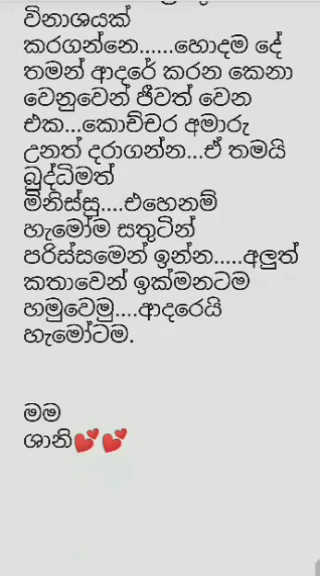 විනාශයක්
කරගන්නෙ......හොදම දේ
තමන් ආදරේ කරන කෙනා
වෙනුවෙන් ජීවත් වෙන
එක...කොච්චර අමාරු
උනත් දරාගන්න...ඒ තමයි
බුද්ධිමත්
මිනිස්සු....එහෙනම්
හැමෝම සතුටින්
පරිස්සමෙන් ඉන්න.....අලුත්
කතාවෙන් ඉක්මනටම
හමුවෙමු....ආදරෙයි
හැමෝටම.
මම
ශානි💕💕